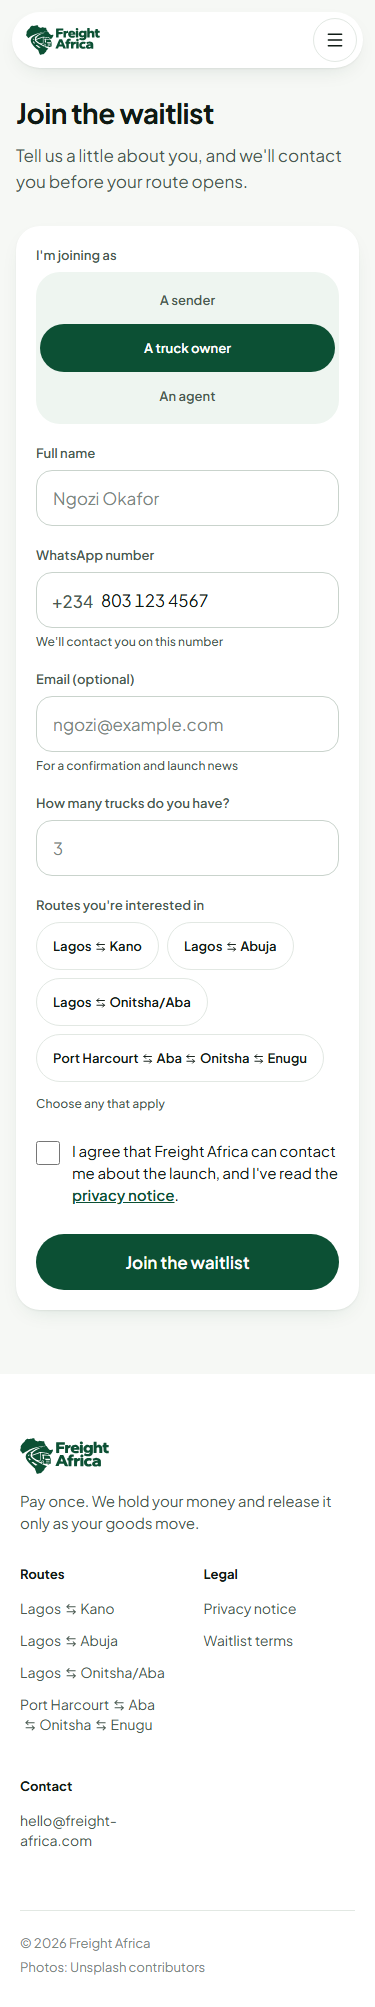 Freight
Africa
Join the waitlist
Tell us a little about you, and we'll contact
you before your route opens.
I'm joining as
A sender
A truck owner
An agent
Full name
Ngozi Okafor
WhatsApp number
+234 803 123 4567
We'll contact you on this number
Email (optional)
ngozi@example.com
For a confirmation and launch news
How many trucks do you have?
3
Routes you're interested in
Lagos ⇆ Kano
Lagos ⇆ Abuja
Lagos ⇆ Onitsha/Aba
Port Harcourt ⇆ Aba ⇆ Onitsha ⇆ Enugu
Choose any that apply
I agree that Freight Africa can contact
me about the launch, and I've read the
privacy notice.
Join the waitlist
Freight
Africa
Pay once. We hold your money and release it
only as your goods move.
Routes
Lagos ⇆ Kano
Lagos ⇆ Abuja
Lagos ⇆ Onitsha/Aba
Port Harcourt ⇆ Aba
⇆ Onitsha ⇆ Enugu
Legal
Privacy notice
Waitlist terms
Contact
hello@freight-
africa.com
© 2026 Freight Africa
Photos: Unsplash contributors